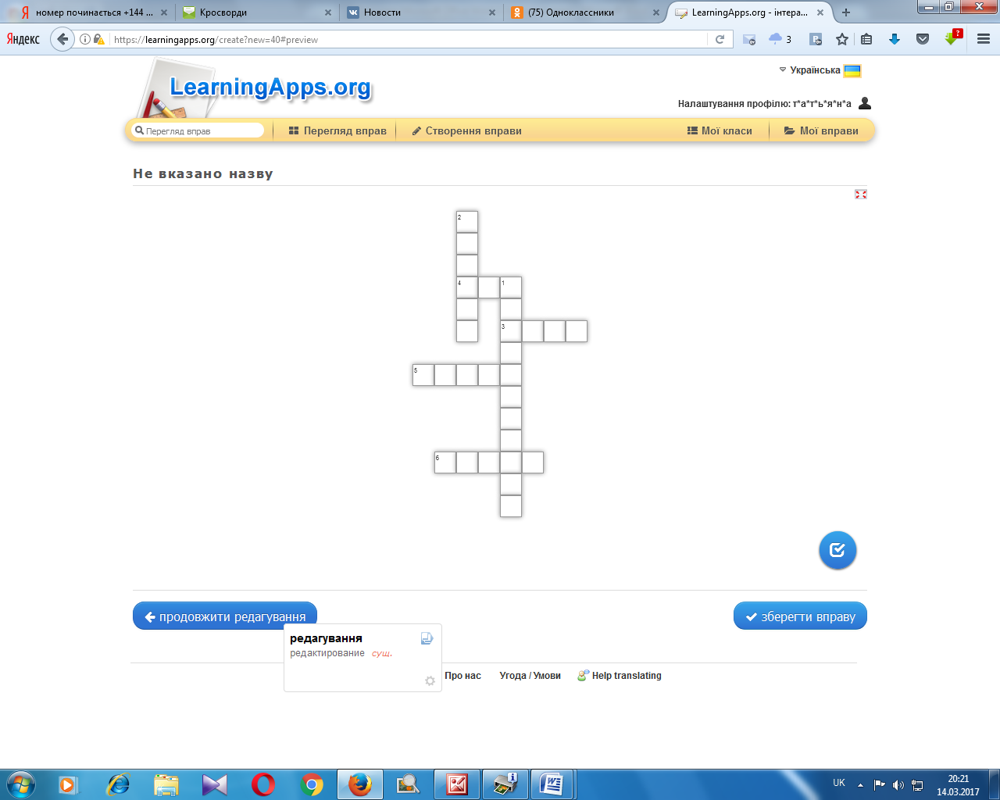 номер починається +144 ...
Кросворди
Новости
(75) Одноклассники
LearningApps.org - інтера...
Яндекс
https://learningapps.org/create?new=40#preview
3
?
LearningApps.org
Українська
Налаштування профілю: т*а*т*ь*я*н*а
Перегляд вправ
Перегляд вправ
Створення вправи
Мої класи
Мої вправи
Не вказано назву
2
4
1
3
5
6
продовжити редагування
зберегти вправу
редагування
редактирование сущ.
Про нас
Угода / Умови
Help translating
UK
20:21
14.03.2017